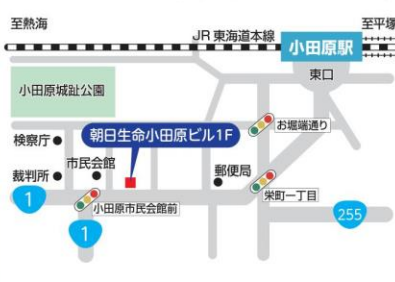 至熱海
至平塚
JR 東海道本線
小田原駅
東口
小田原城趾公園
お堀端通り
検察庁
朝日生命小田原ビル1F
市民会館
郵便局
裁判所
1
小田原市民会館前
栄町一丁目
255
1